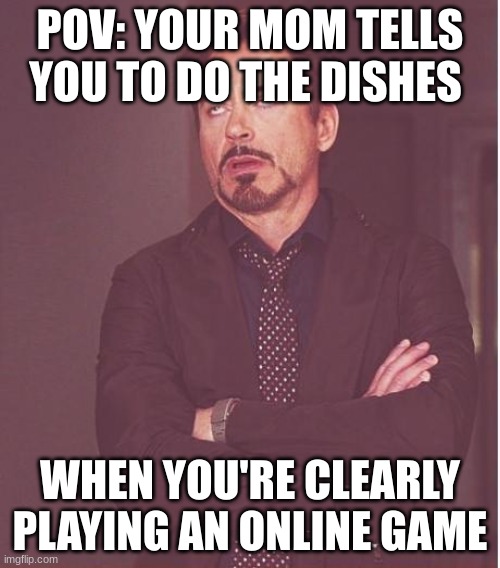 POV: YOUR MOM TELLS
YOU TO DO THE DISHES
WHEN YOU'RE CLEARLY
PLAYING AN ONLINE GAME
imgflip.com